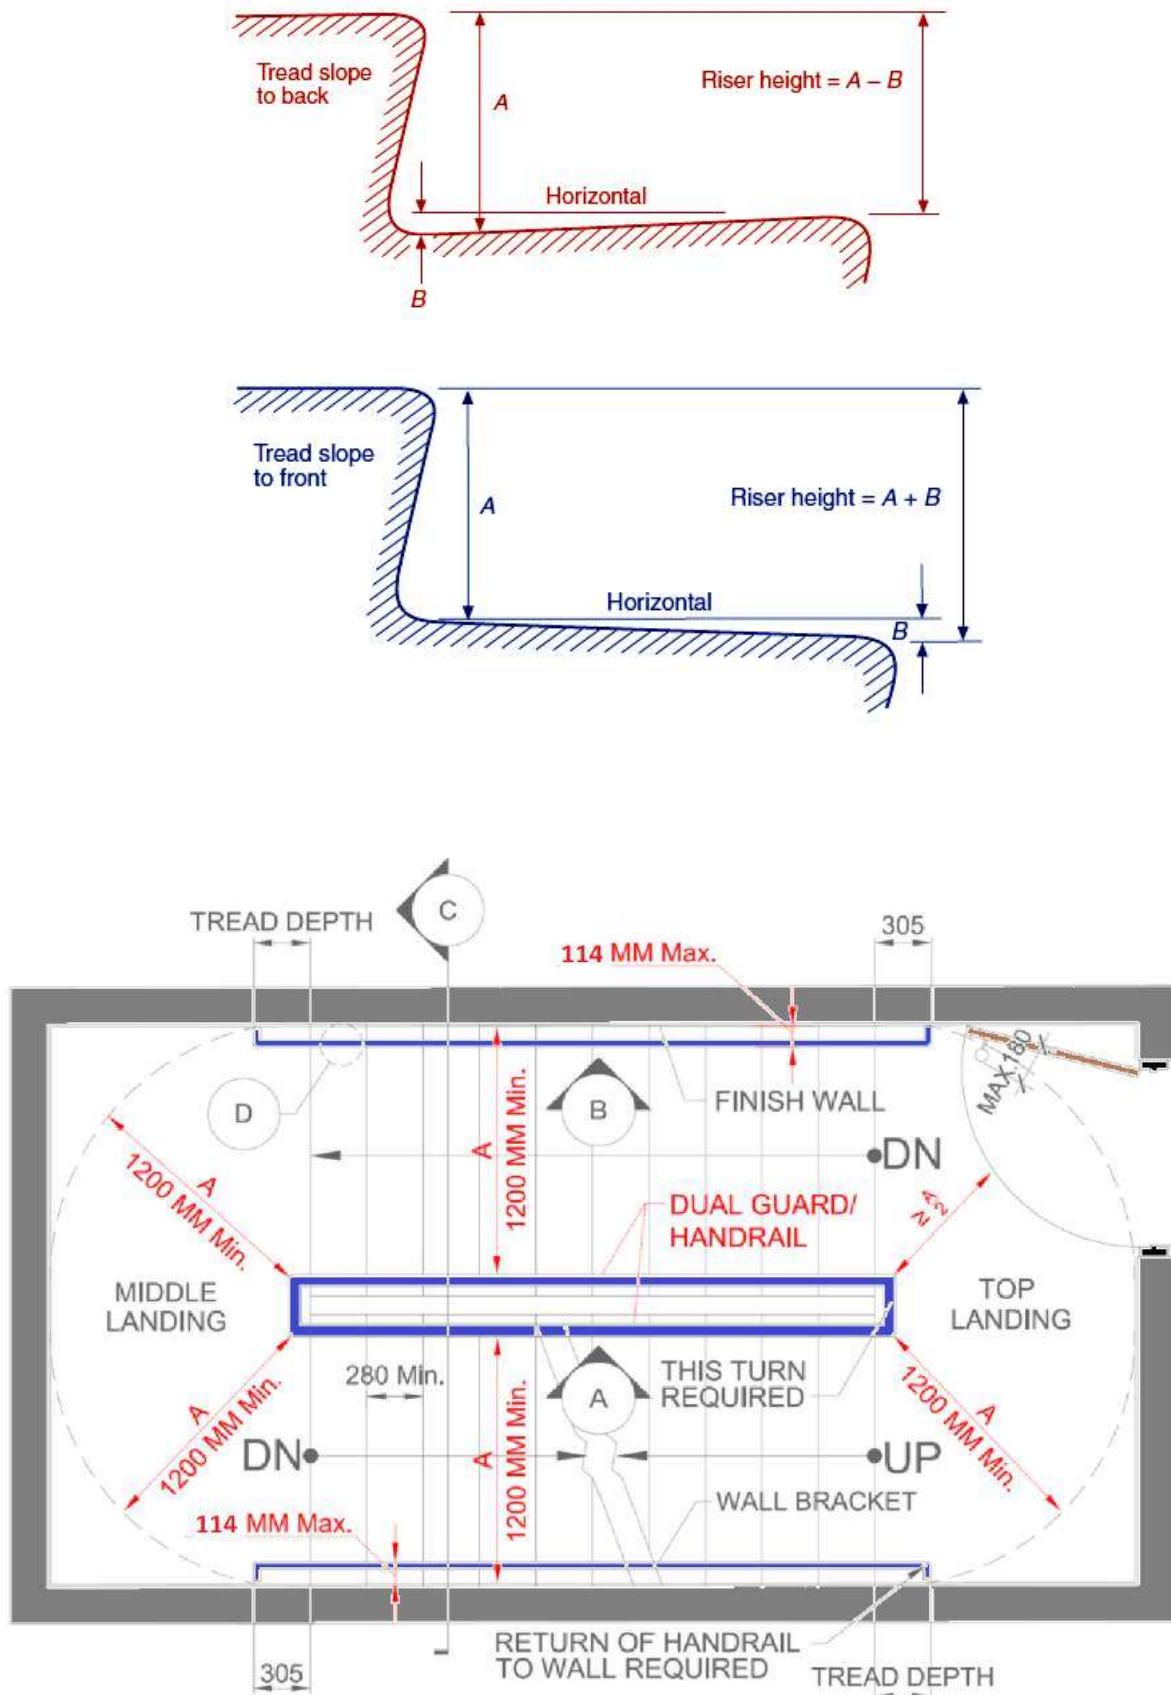 Tread slope
to back
A
Riser height = A – B
Horizontal
B
Tread slope
to front
A
Riser height = A + B
Horizontal
B
C
TREAD DEPTH
305
114 MM Max.
MAX.180
D
B
FINISH WALL
A
1200 MM Min.
A
1200 MM Min.
DN
DUAL GUARD/
HANDRAIL
MIDDLE
LANDING
TOP
LANDING
280 Min.
THIS TURN
REQUIRED
A
A
1200 MM Min.
A
1200 MM Min.
A
1200 MM Min.
DN
UP
WALL BRACKET
114 MM Max.
RETURN OF HANDRAIL
TO WALL REQUIRED
305
TREAD DEPTH